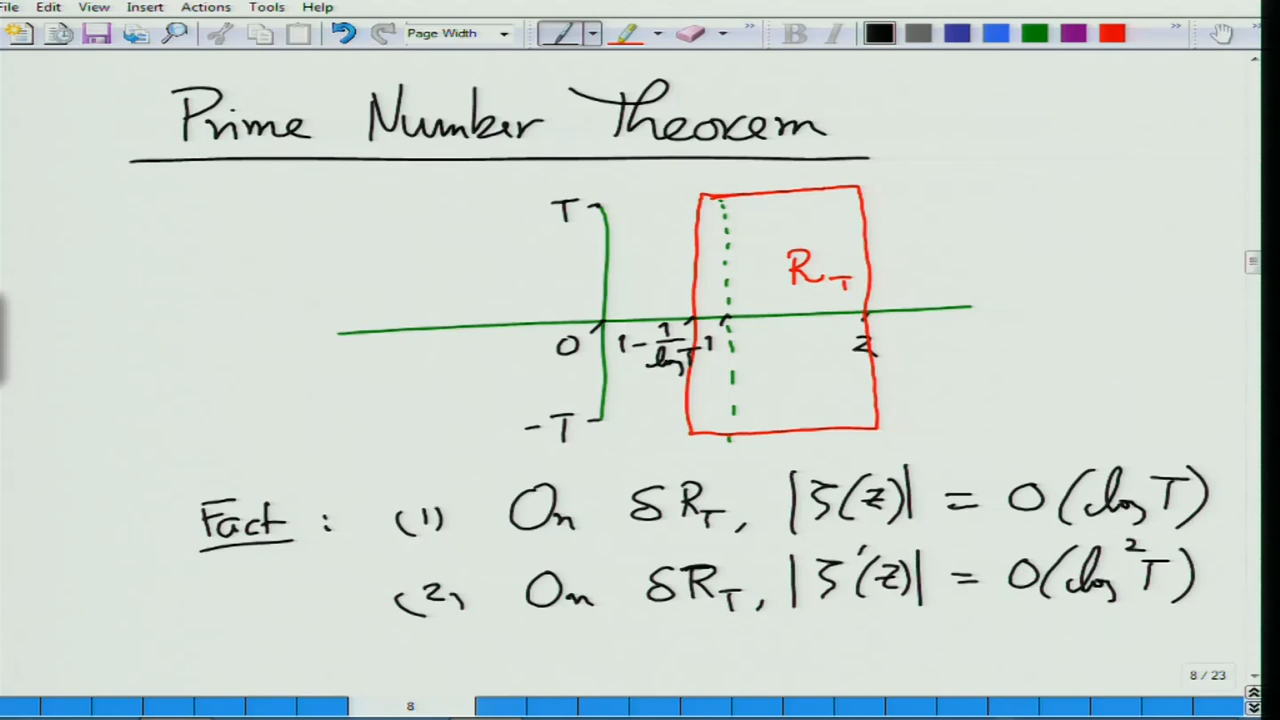 File Edit View Insert Actions Tools Help
Page Width
Prime Number Theorem
T
R_T
0 1 - 1/log T 1 2
-T
Fact : (1) On δR_T, |ζ(z)| = O(log T)
(2) On δR_T, |ζ'(z)| = O(log² T)
8 / 23
8